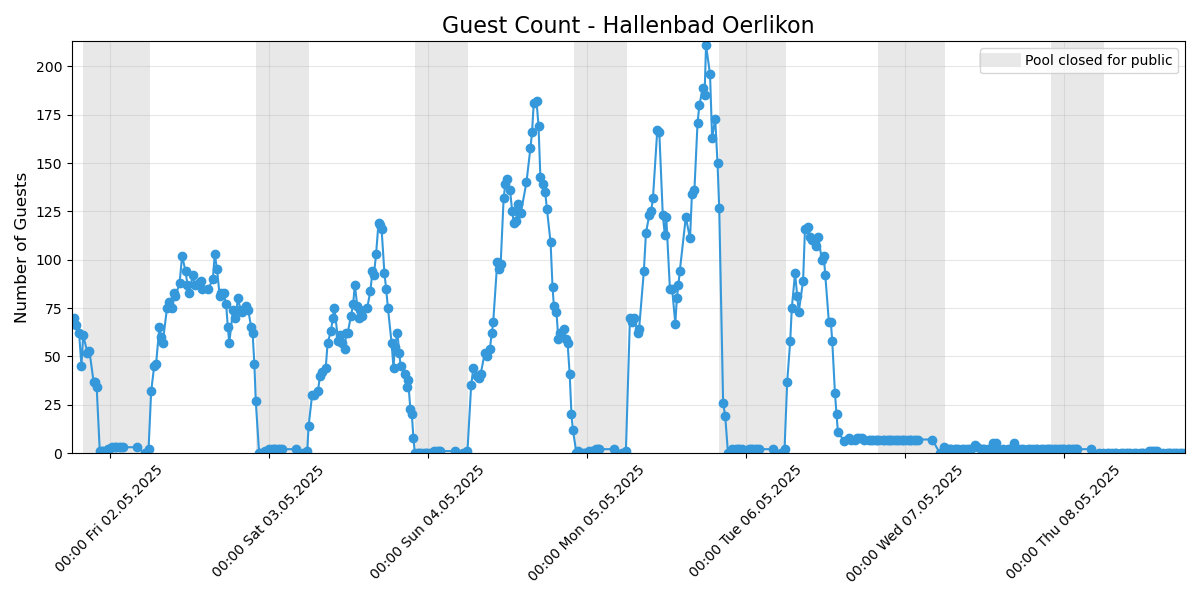 Guest Count - Hallenbad Oerlikon
Pool closed for public
Number of Guests
200
175
150
125
100
75
50
25
0
00:00 Fri 02.05.2025
00:00 Sat 03.05.2025
00:00 Sun 04.05.2025
00:00 Mon 05.05.2025
00:00 Tue 06.05.2025
00:00 Wed 07.05.2025
00:00 Thu 08.05.2025